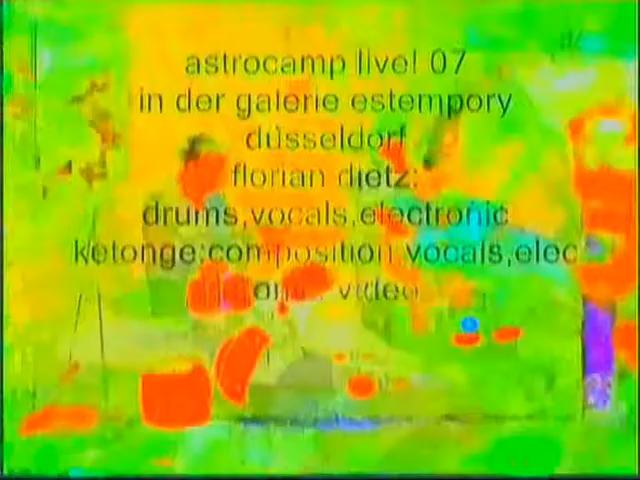 astrocamp live! 07
in der galerie estempory
düsseldorf
florian dietz:
drums,vocals,electronic
ketonge:composition,vocals,elec
video